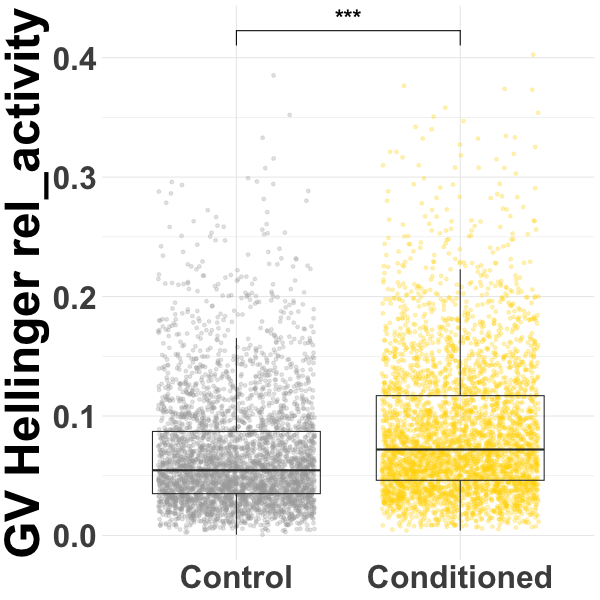 GV Hellinger rel_activity
***
0.4
0.3
0.2
0.1
0.0
Control
Conditioned